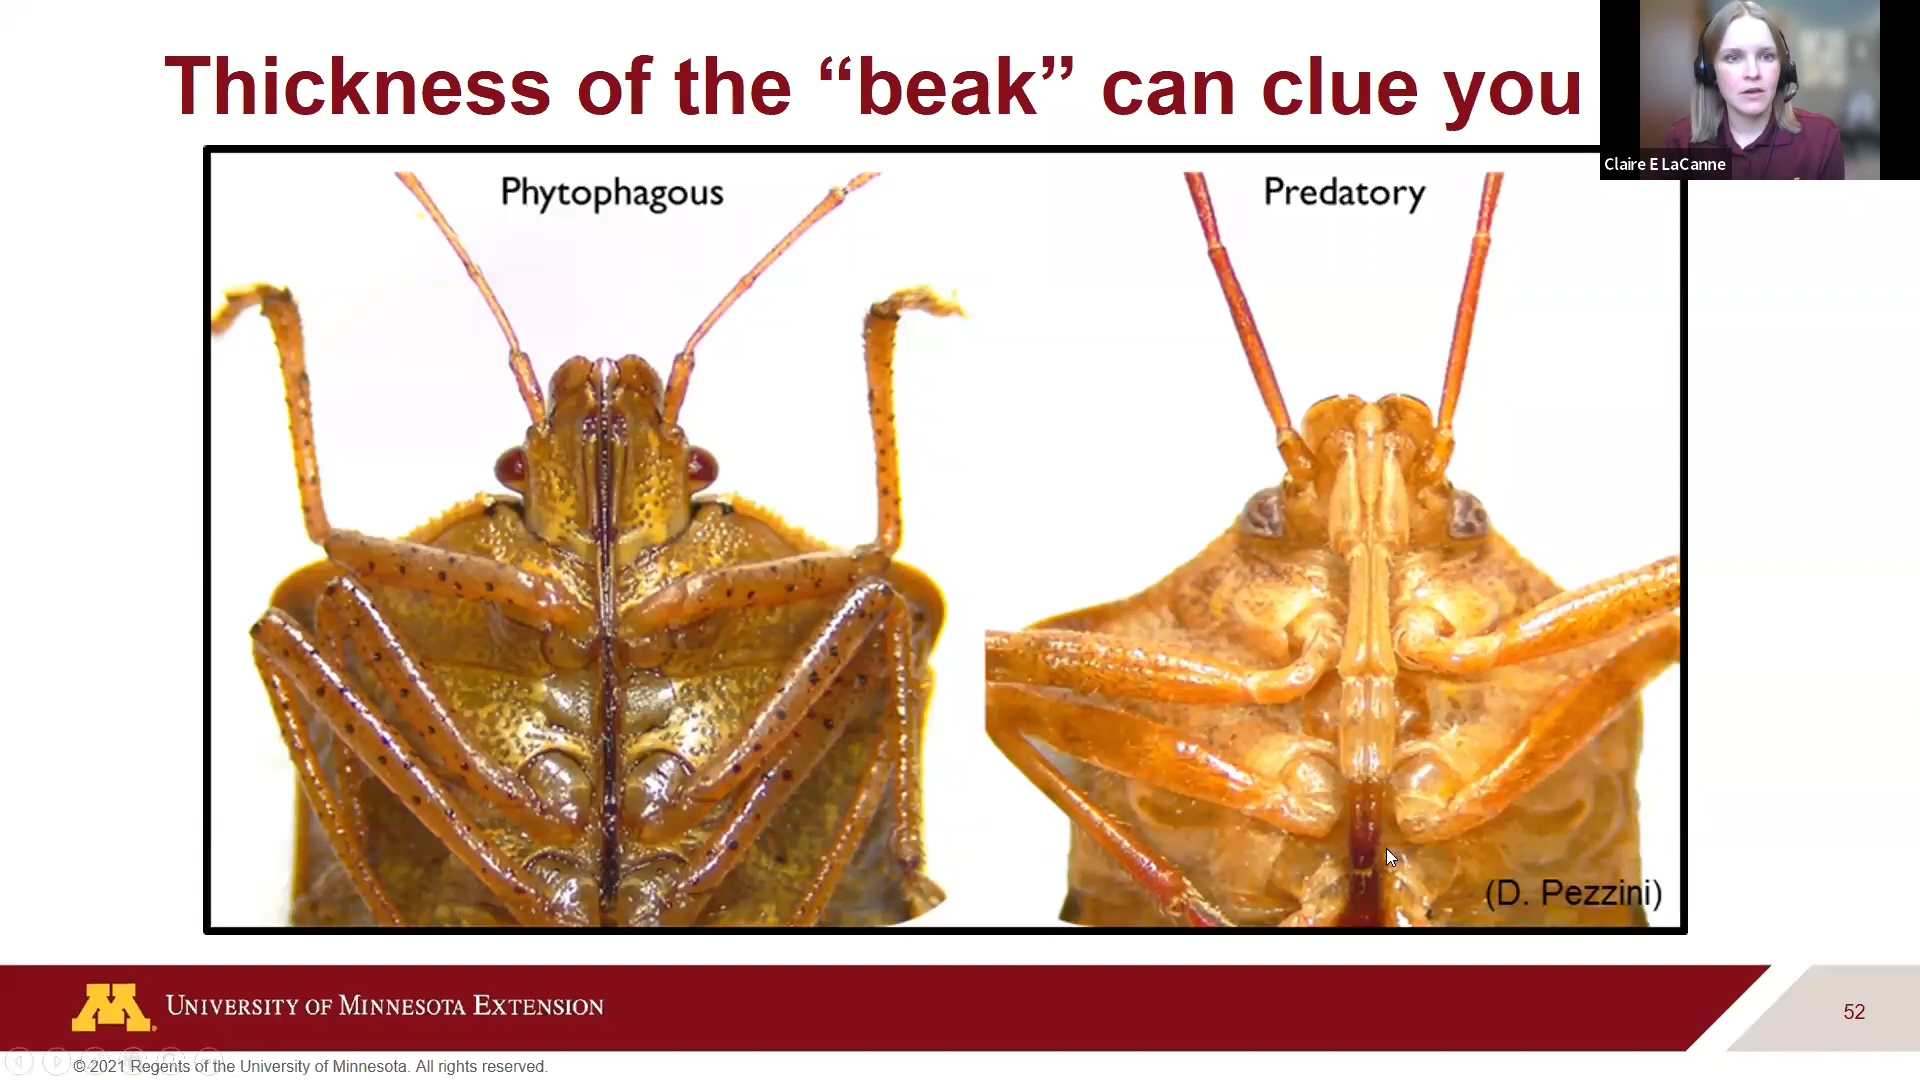 Thickness of the “beak” can clue you
Claire E LaCanne
Phytophagous
Predatory
(D. Pezzini)
UNIVERSITY OF MINNESOTA EXTENSION
52
© 2021 Regents of the University of Minnesota. All rights reserved.